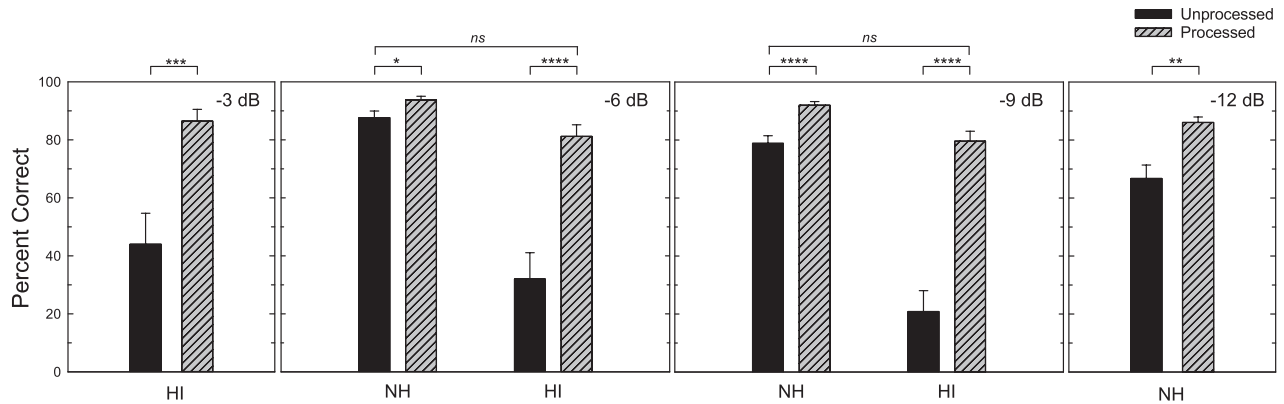 Unprocessed
Processed
ns
ns
***
*
****
****
****
**
100
80
60
40
20
0
Percent Correct
-3 dB
-6 dB
-9 dB
-12 dB
HI
NH
HI
NH
HI
NH